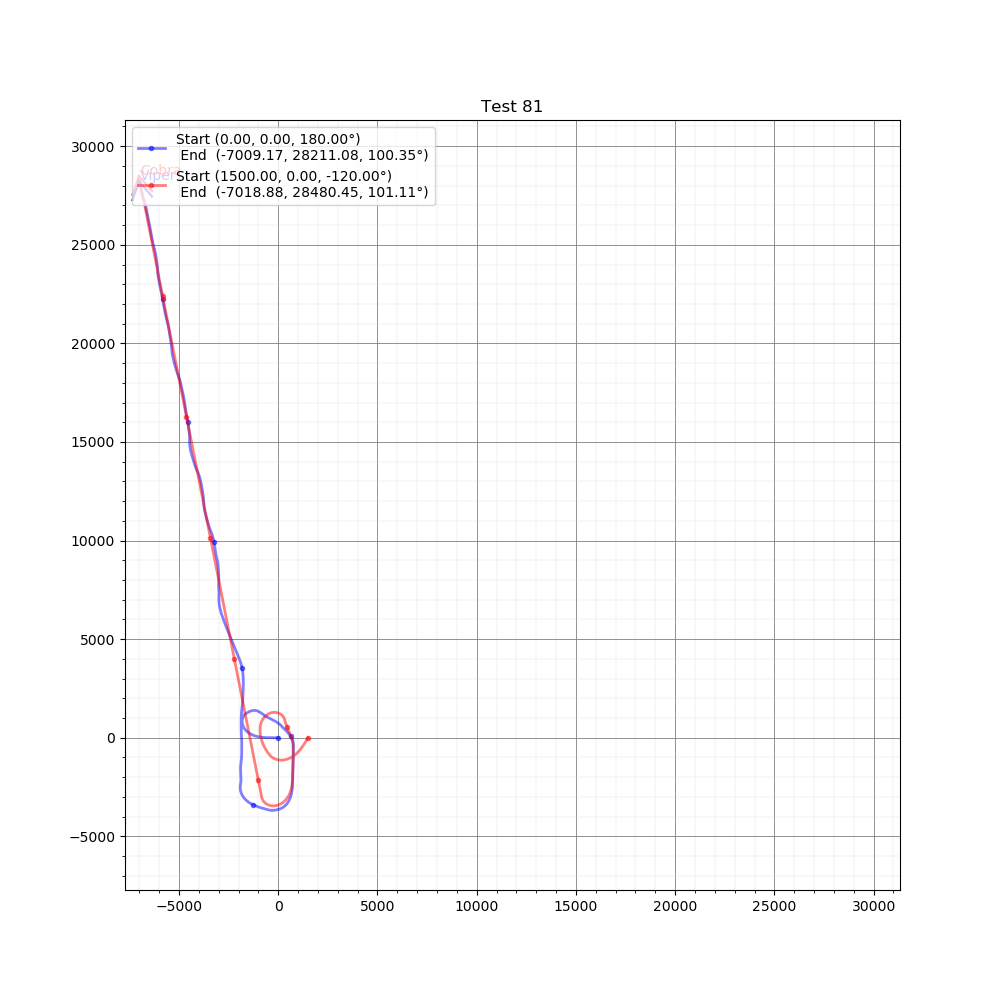 Test 81
30000
25000
20000
15000
10000
5000
0
−5000
Start (0.00, 0.00, 180.00°)
End (-7009.17, 28211.08, 100.35°)
Start (1500.00, 0.00, -120.00°)
End (-7018.88, 28480.45, 101.11°)
Cobra
Viper
−5000 0 5000 10000 15000 20000 25000 30000